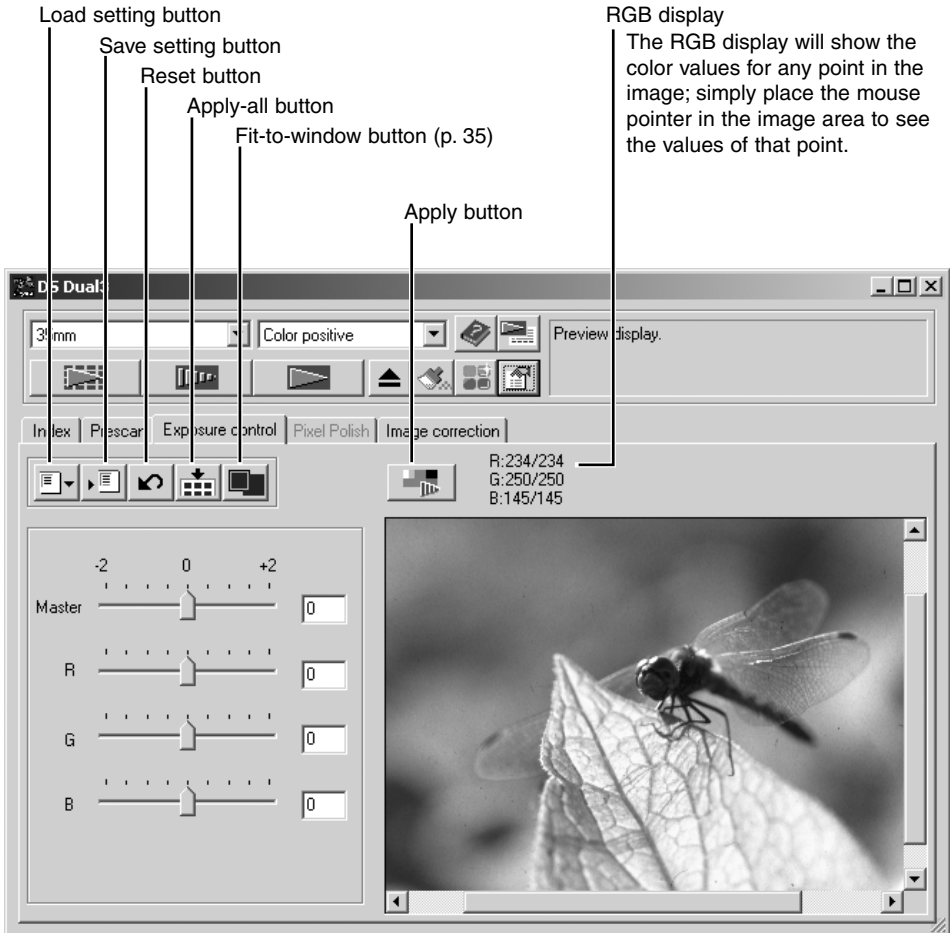 Load setting button
Save setting button
Reset button
Apply-all button
Fit-to-window button (p. 35)
Apply button
RGB display
The RGB display will show the
color values for any point in the
image; simply place the mouse
pointer in the image area to see
the values of that point.
DS Dual3
35mm
Color positive
Preview display.
Index
Prescan
Exposure control
Pixel Polish
Image correction
R:234/234
G:250/250
B:145/145
-2 0 +2
Master 0
R 0
G 0
B 0